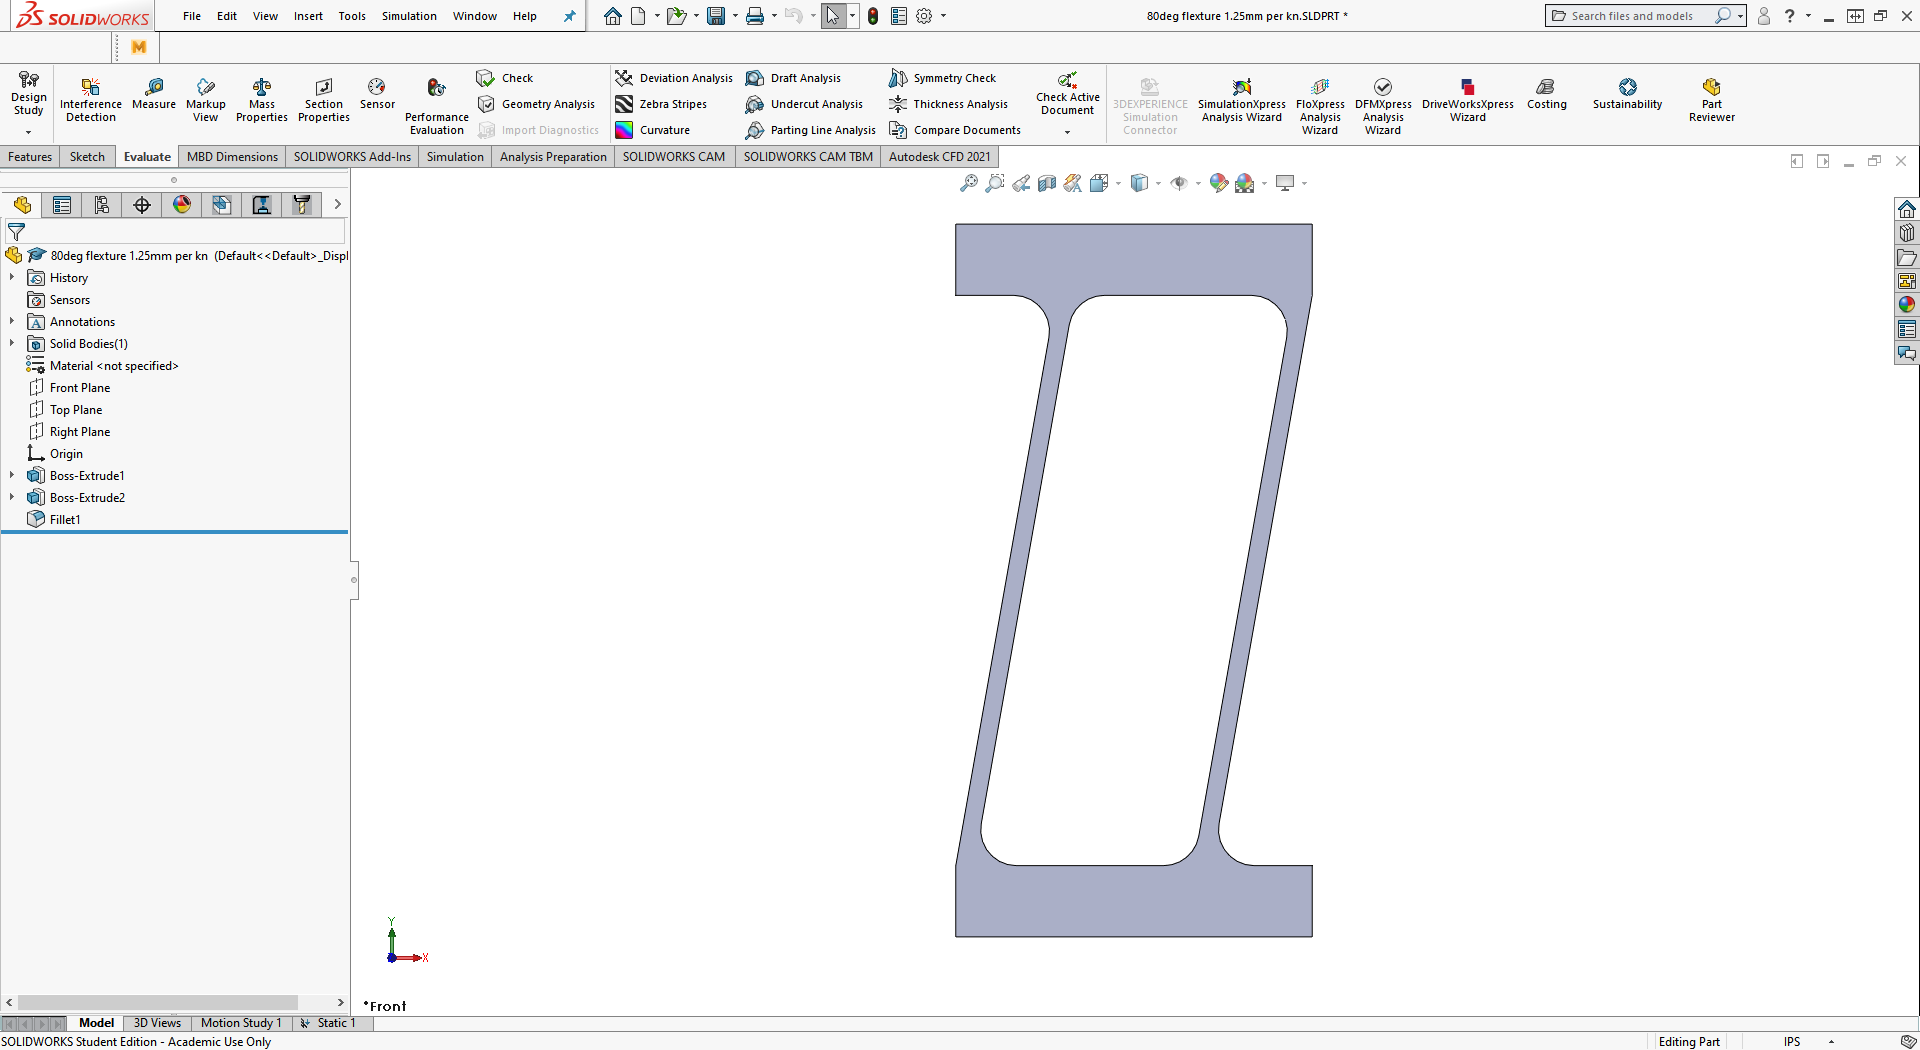 SOLIDWORKS File Edit View Insert Tools Simulation Window Help 80deg flexture 1.25mm per kn.SLDPRT * Search files and models ?
M
Design Study
Interference Detection
Measure
Markup View
Mass Properties
Section Properties
Sensor
Performance Evaluation
Check
Geometry Analysis
Import Diagnostics
Deviation Analysis
Zebra Stripes
Curvature
Draft Analysis
Undercut Analysis
Parting Line Analysis
Symmetry Check
Thickness Analysis
Compare Documents
Check Active Document
3DEXPERIENCE Simulation Connector
SimulationXpress Analysis Wizard
FloXpress Analysis Wizard
DFMXpress Analysis Wizard
DriveWorksXpress Wizard
Costing
Sustainability
Part Reviewer
Features Sketch Evaluate MBD Dimensions SOLIDWORKS Add-Ins Simulation Analysis Preparation SOLIDWORKS CAM SOLIDWORKS CAM TBM Autodesk CFD 2021
80deg flexture 1.25mm per kn (Default<<Default>_Displ
History
Sensors
Annotations
Solid Bodies(1)
Material <not specified>
Front Plane
Top Plane
Right Plane
Origin
Boss-Extrude1
Boss-Extrude2
Fillet1
Y
X
*Front
Model 3D Views Motion Study 1 Static 1
SOLIDWORKS Student Edition - Academic Use Only Editing Part IPS